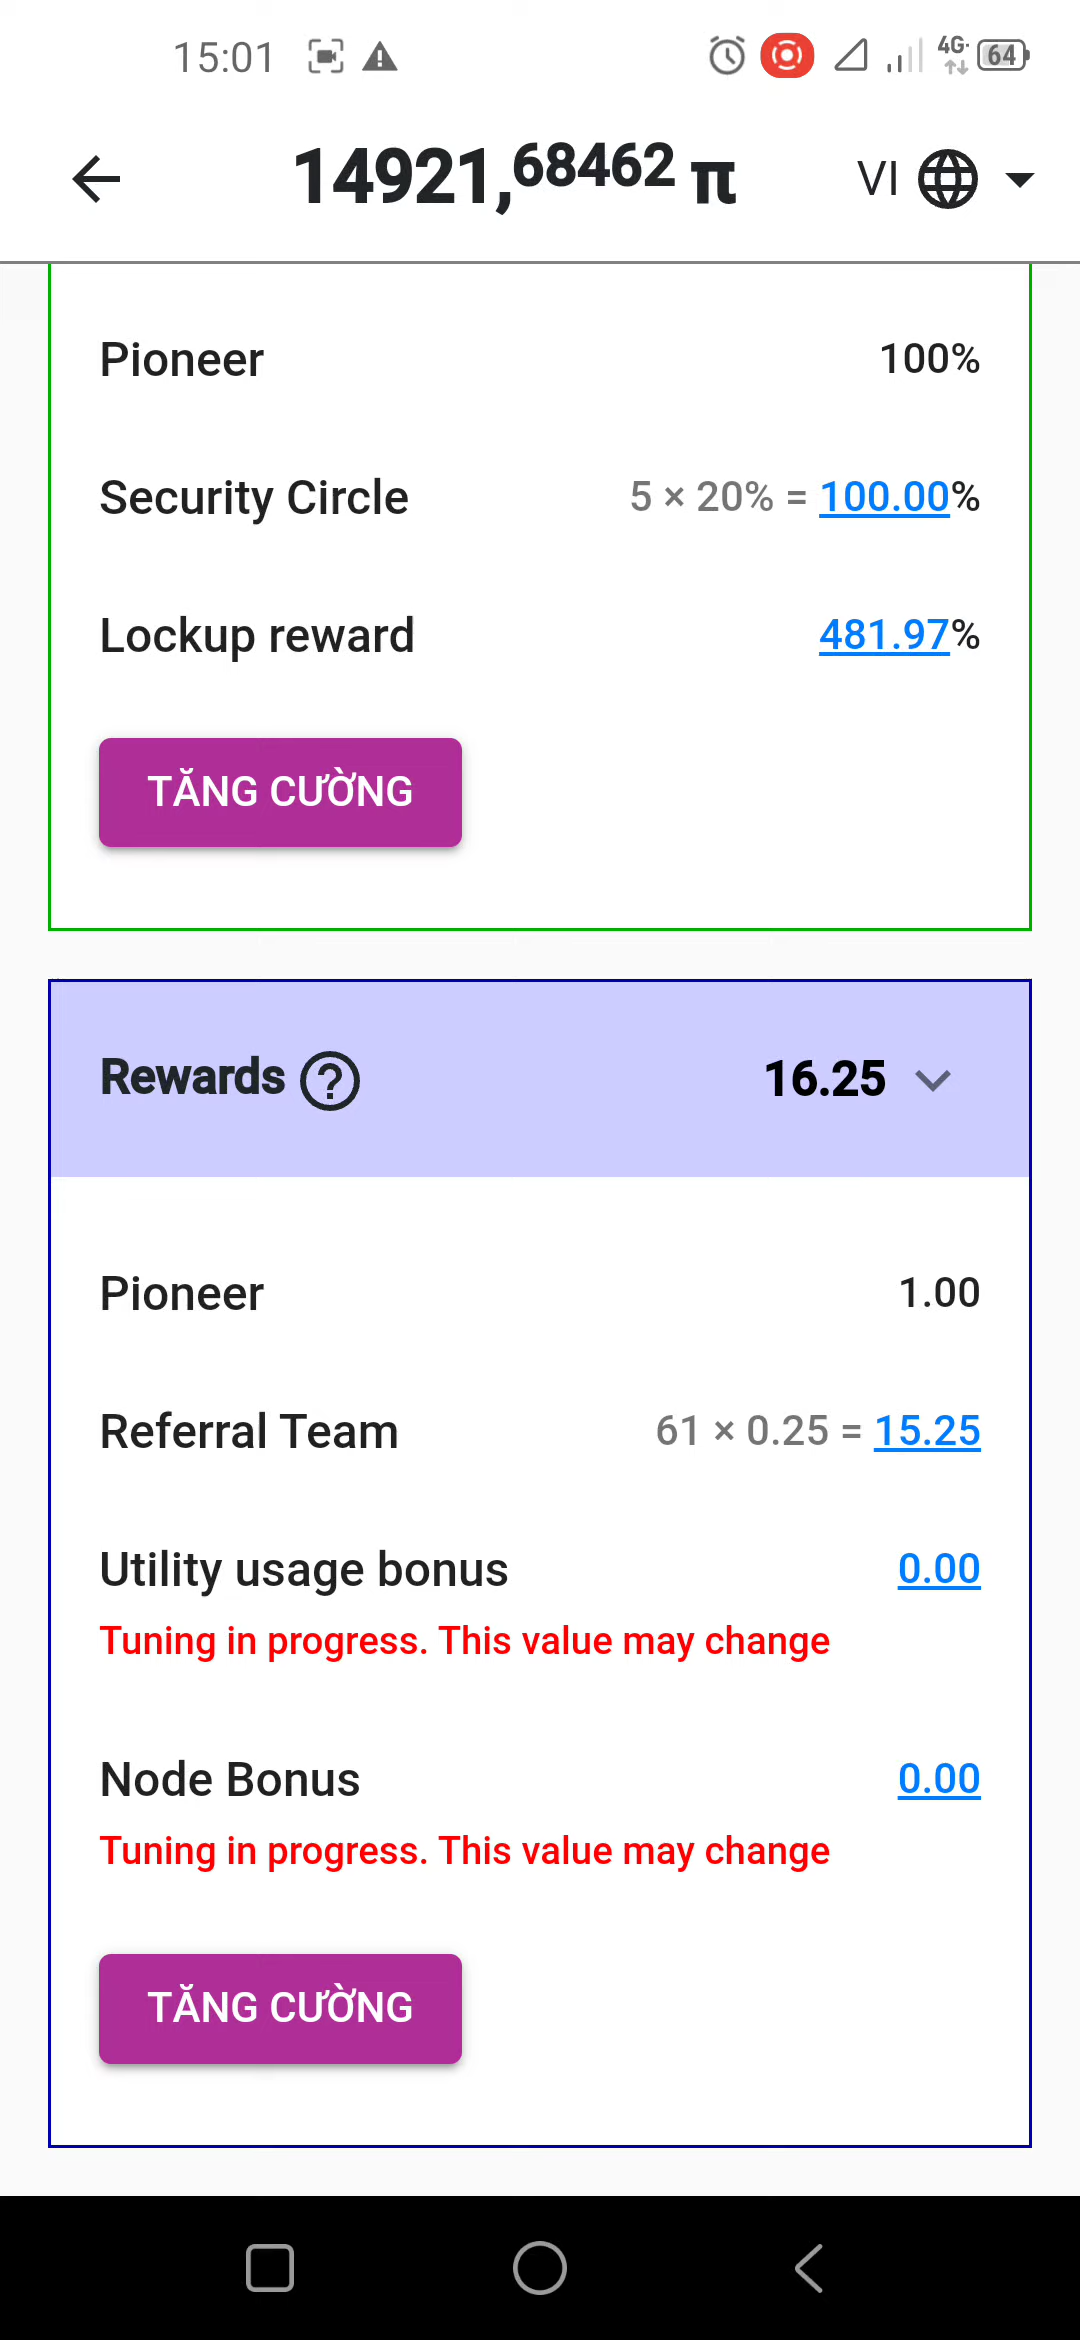 15:01 4G 64
14921,68462 π VI
Pioneer 100%
Security Circle 5 × 20% = 100.00%
Lockup reward 481.97%
TĂNG CƯỜNG
Rewards ? 16.25
Pioneer 1.00
Referral Team 61 × 0.25 = 15.25
Utility usage bonus 0.00
Tuning in progress. This value may change
Node Bonus 0.00
Tuning in progress. This value may change
TĂNG CƯỜNG